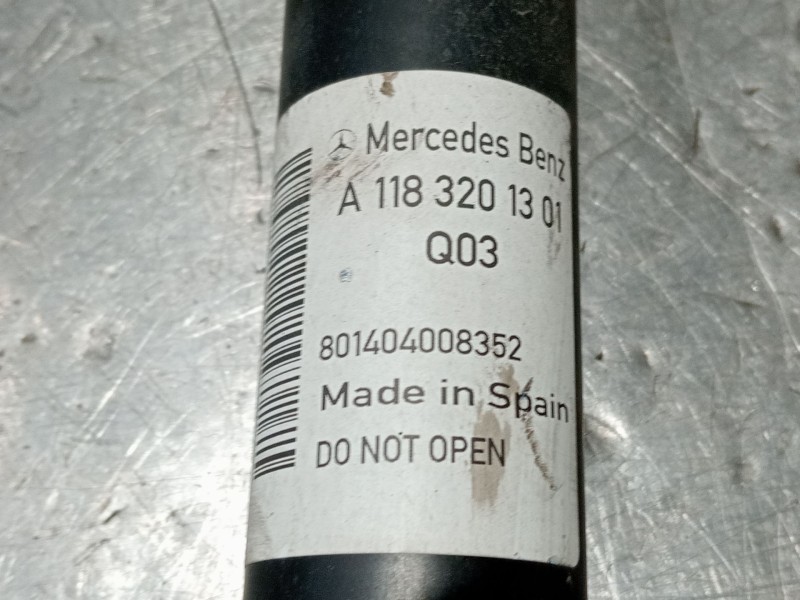 Mercedes Benz
A 118 320 13 01
Q03
801404008352
Made in Spain
DO NOT OPEN